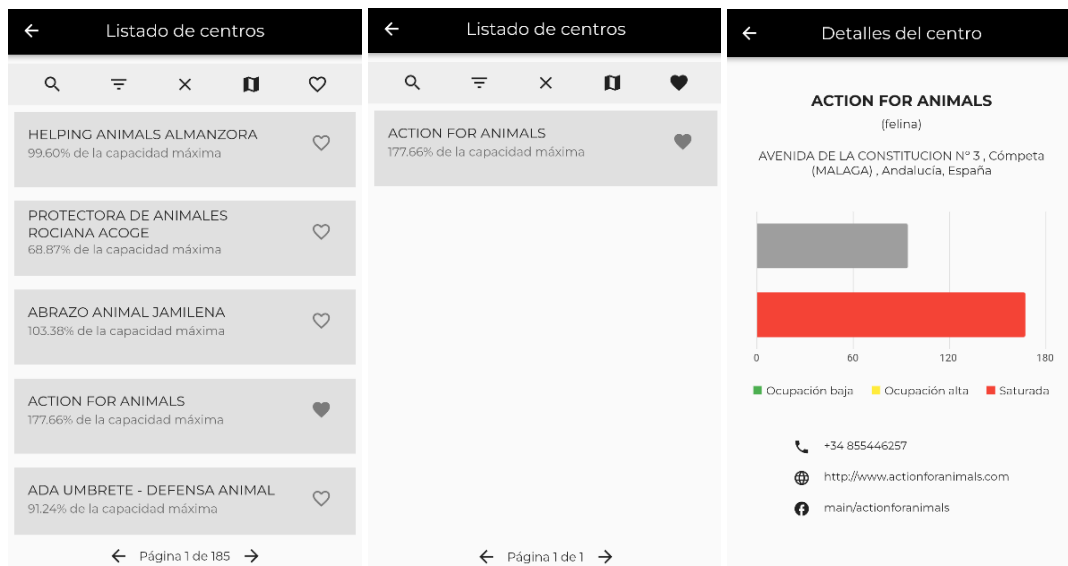 Listado de centros
HELPING ANIMALS ALMANZORA
99.60% de la capacidad máxima
PROTECTORA DE ANIMALES
ROCIANA ACOGE
68.87% de la capacidad máxima
ABRAZO ANIMAL JAMILENA
103.38% de la capacidad máxima
ACTION FOR ANIMALS
177.66% de la capacidad máxima
ADA UMBRETE - DEFENSA ANIMAL
91.24% de la capacidad máxima
Página 1 de 185
Listado de centros
ACTION FOR ANIMALS
177.66% de la capacidad máxima
Página 1 de 1
Detalles del centro
ACTION FOR ANIMALS
(felina)
AVENIDA DE LA CONSTITUCION Nº 3 , Cómpeta
(MALAGA) , Andalucía, España
0 60 120 180
Ocupación baja Ocupación alta Saturada
+34 855446257
http://www.actionforanimals.com
main/actionforanimals